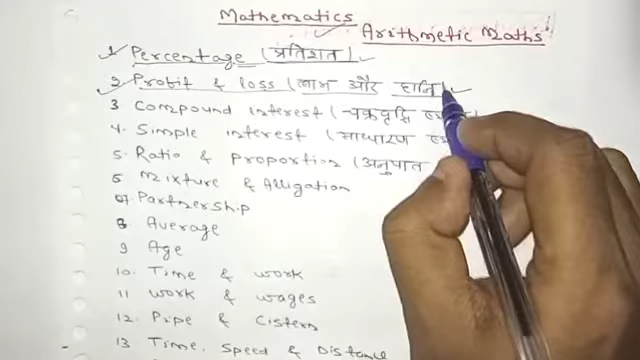 Mathematics
Arithmetic Maths
1 Percentage (प्रतिशत)
2 Profit & loss (लाभ और हानि)
3 Compound interest (चक्रवृद्धि
4. Simple interest (साधारण
5. Ratio & proportion (अनुपात
6 Mixture & Alligation
07 Partnership
8 Average
9 Age
10. Time & work
11 work & wages
12. Pipe & Cistern
13 Time. Speed & Distance